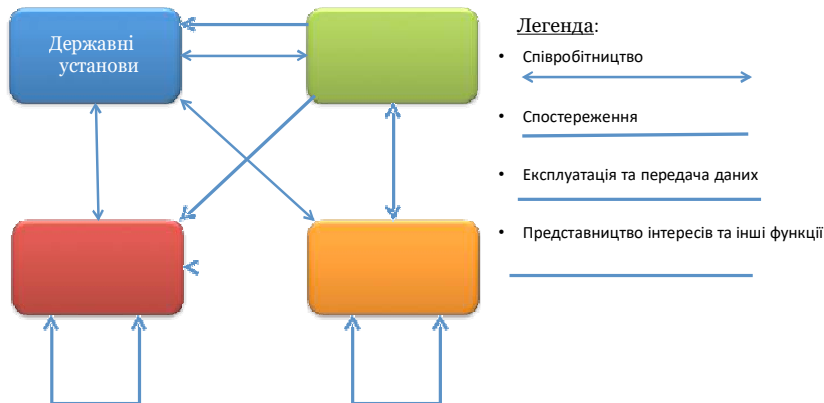 Державні
установи
Легенда:
• Співробітництво
• Спостереження
• Експлуатація та передача даних
• Представництво інтересів та інші функції